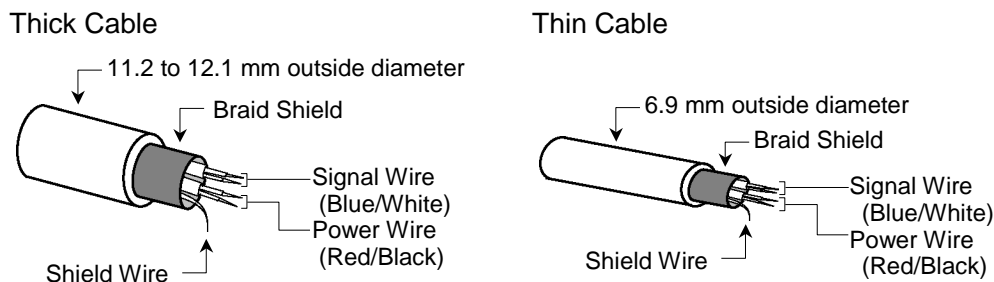 Thick Cable
11.2 to 12.1 mm outside diameter
Braid Shield
Signal Wire
(Blue/White)
Power Wire
(Red/Black)
Shield Wire
Thin Cable
6.9 mm outside diameter
Braid Shield
Signal Wire
(Blue/White)
Power Wire
(Red/Black)
Shield Wire